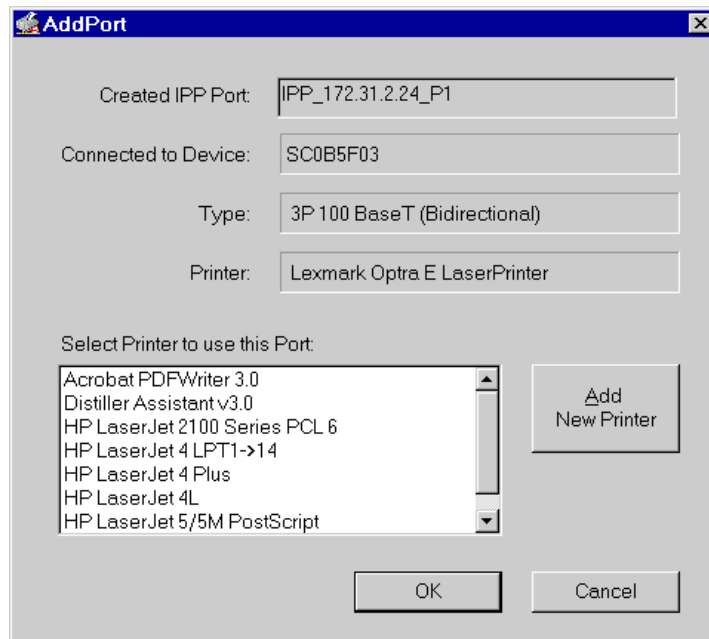 AddPort
Created IPP Port: IPP_172.31.2.24_P1
Connected to Device: SC0B5F03
Type: 3P 100 BaseT (Bidirectional)
Printer: Lexmark Optra E LaserPrinter
Select Printer to use this Port:
Acrobat PDFWriter 3.0
Distiller Assistant v3.0
HP LaserJet 2100 Series PCL 6
HP LaserJet 4 LPT1->14
HP LaserJet 4 Plus
HP LaserJet 4L
HP LaserJet 5/5M PostScript
Add
New Printer
OK Cancel